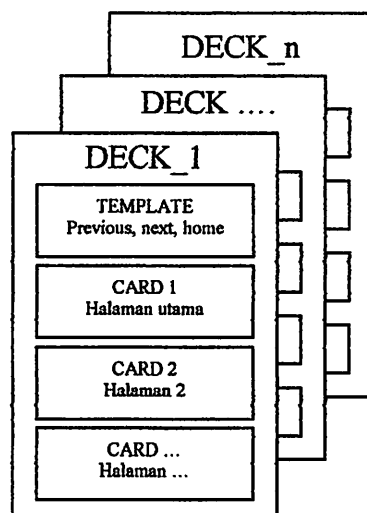 DECK_n
DECK ....
DECK_1
TEMPLATE
Previous, next, home
CARD 1
Halaman utama
CARD 2
Halaman 2
CARD ...
Halaman ...